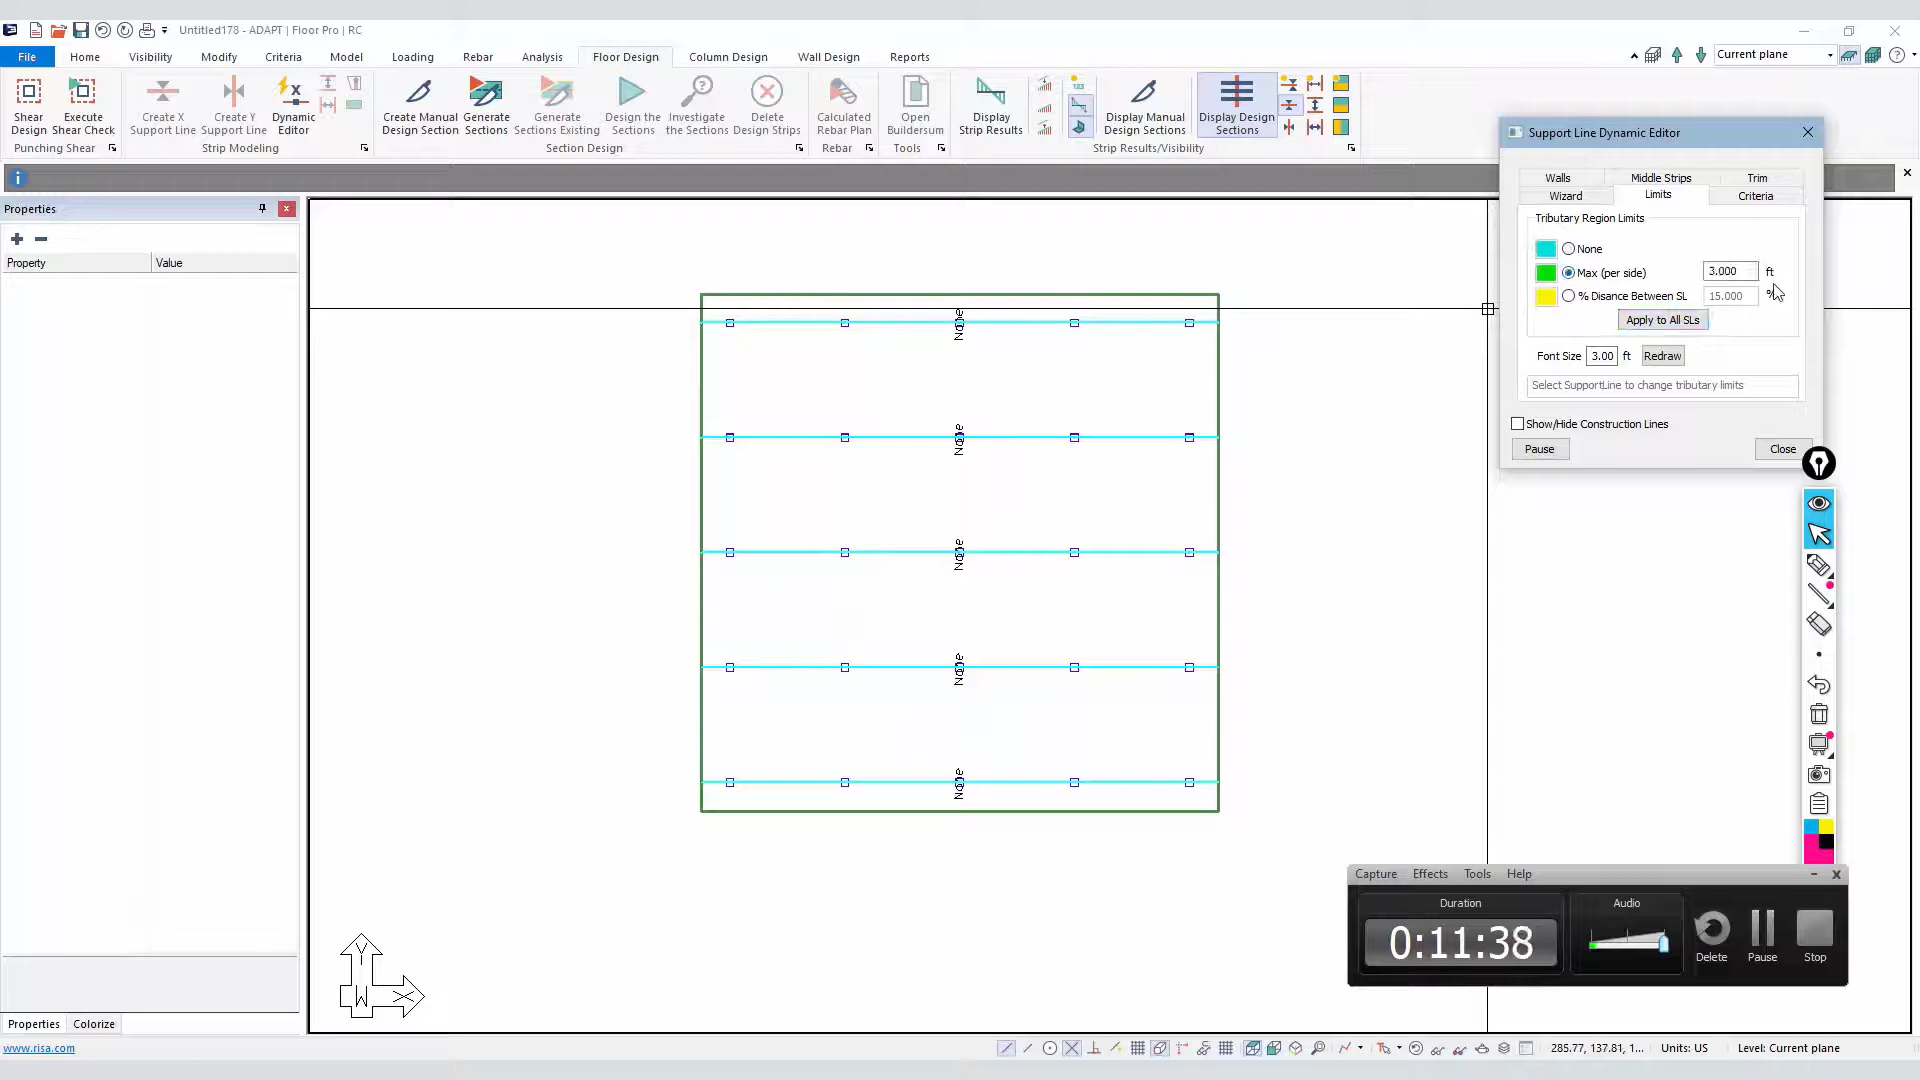 Untitled178 - ADAPT | Floor Pro | RC
File Home Visibility Modify Criteria Model Loading Rebar Analysis Floor Design Column Design Wall Design Reports
Current plane
Shear Design
Execute Shear Check
Create X Support Line
Create Y Support Line
Dynamic Editor
Create Manual Design Section
Generate Sections
Generate Sections Existing
Design the Sections
Investigate the Sections
Delete Design Strips
Calculated Rebar Plan
Open Buildersum
Display Strip Results
123
Display Manual Design Sections
Display Design Sections
Punching Shear
Strip Modeling
Section Design
Rebar
Tools
Strip Results/Visibility
Properties
Property Value
Support Line Dynamic Editor
Walls Middle Strips Trim
Wizard Limits Criteria
Tributary Region Limits
None
Max (per side) 3.000 ft
% Disance Between SL 15.000 %
Apply to All SLs
Font Size 3.00 ft Redraw
Select SupportLine to change tributary limits
Show/Hide Construction Lines
Pause Close
None
None
None
None
None
Y
W X
Capture Effects Tools Help
Duration Audio
0:11:38
Delete Pause Stop
Properties Colorize
www.risa.com
285.77, 137.81, 1... Units: US Level: Current plane